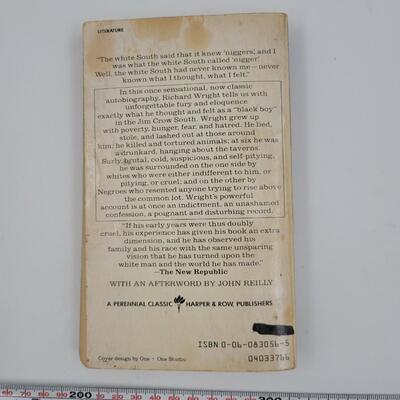 LITERATURE
"The white South said that it knew 'niggers,' and I
was what the white South called 'nigger.'
Well, the white South had never known me—never
known what I thought, what I felt."
In this once sensational, now classic
autobiography, Richard Wright tells us with
unforgettable fury and eloquence
exactly what he thought and felt as a "black boy"
in the Jim Crow South. Wright grew up
with poverty, hunger, fear, and hatred. He lied,
stole, and lashed out at those around
him; he killed and tortured animals; at six he was
a drunkard, hanging about the taverns.
Surly, brutal, cold, suspicious, and self-pitying,
he was surrounded on the one side by
whites who were either indifferent to him, or
pitying, or cruel; and on the other by
Negroes who resented anyone trying to rise above
the common lot. Wright's powerful
account is at once an indictment, an unashamed
confession, a poignant and disturbing record.
"If his early years were thus doubly
cruel, his experience has given his book an extra
dimension, and he has observed his
family and his race with the same unsparing
vision that he has turned upon the
white man and the world he has made."
—The New Republic
WITH AN AFTERWORD BY JOHN REILLY
A PERENNIAL CLASSIC HARPER & ROW, PUBLISHERS
ISBN 0-06-083056-5
04033766
Cover design by One + One Studio
200
300